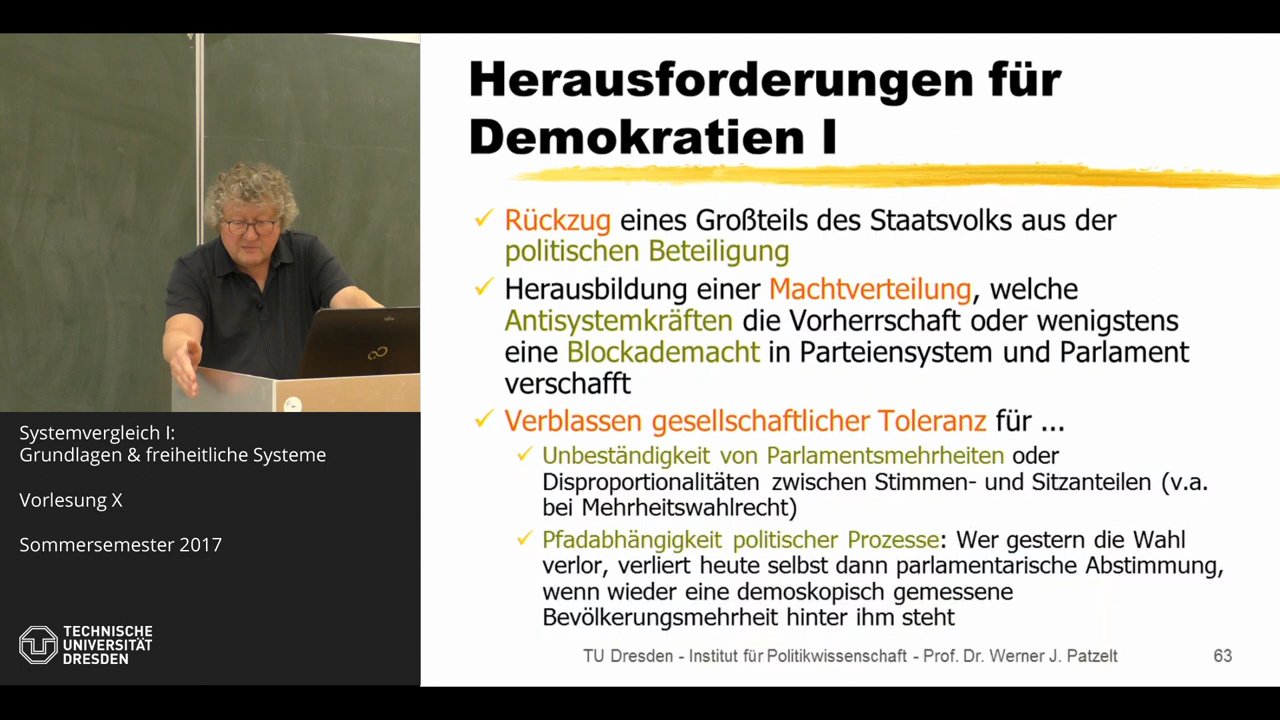 Herausforderungen für
Demokratien I
Rückzug eines Großteils des Staatsvolks aus der
politischen Beteiligung
Herausbildung einer Machtverteilung, welche
Antisystemkräften die Vorherrschaft oder wenigstens
eine Blockademacht in Parteiensystem und Parlament
verschafft
Verblassen gesellschaftlicher Toleranz für ...
Unbeständigkeit von Parlamentsmehrheiten oder
Disproportionalitäten zwischen Stimmen- und Sitzanteilen (v.a.
bei Mehrheitswahlrecht)
Pfadabhängigkeit politischer Prozesse: Wer gestern die Wahl
verlor, verliert heute selbst dann parlamentarische Abstimmung,
wenn wieder eine demoskopisch gemessene
Bevölkerungsmehrheit hinter ihm steht
TU Dresden - Institut für Politikwissenschaft - Prof. Dr. Werner J. Patzelt 63
Systemvergleich I:
Grundlagen & freiheitliche Systeme
Vorlesung X
Sommersemester 2017
TECHNISCHE
UNIVERSITÄT
DRESDEN